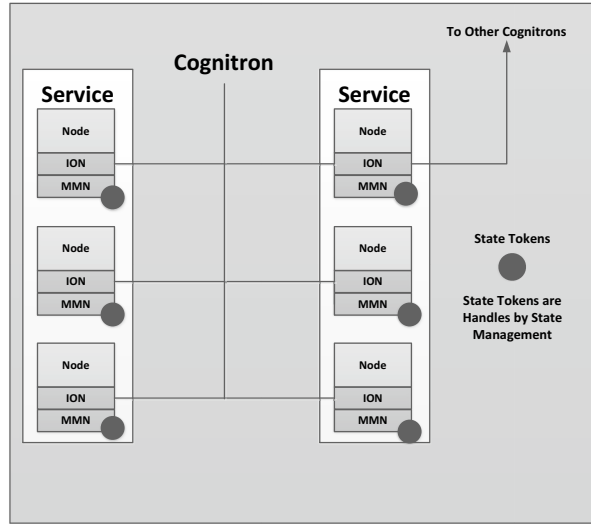 To Other Cognitrons
Cognitron
Service
Node
ION
MMN
Node
ION
MMN
Node
ION
MMN
Service
Node
ION
MMN
Node
ION
MMN
Node
ION
MMN
State Tokens
State Tokens are
Handles by State
Management